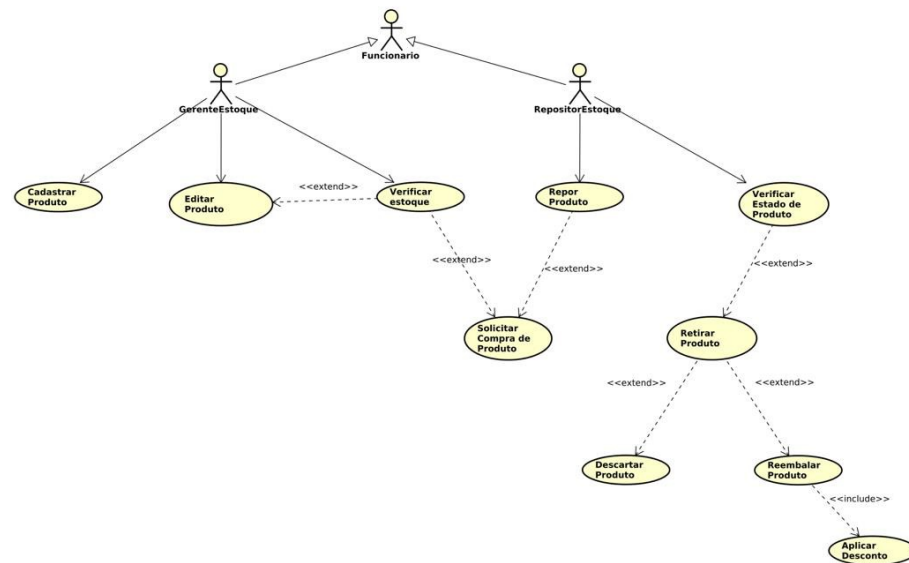 Funcionario
GerenteEstoque
RepositorEstoque
Cadastrar
Produto
Editar
Produto
<<extend>>
Verificar
estoque
Repor
Produto
Verificar
Estado de
Produto
<<extend>>
<<extend>>
<<extend>>
Solicitar
Compra de
Produto
Retirar
Produto
<<extend>>
<<extend>>
Descartar
Produto
Reembalar
Produto
<<include>>
Aplicar
Desconto